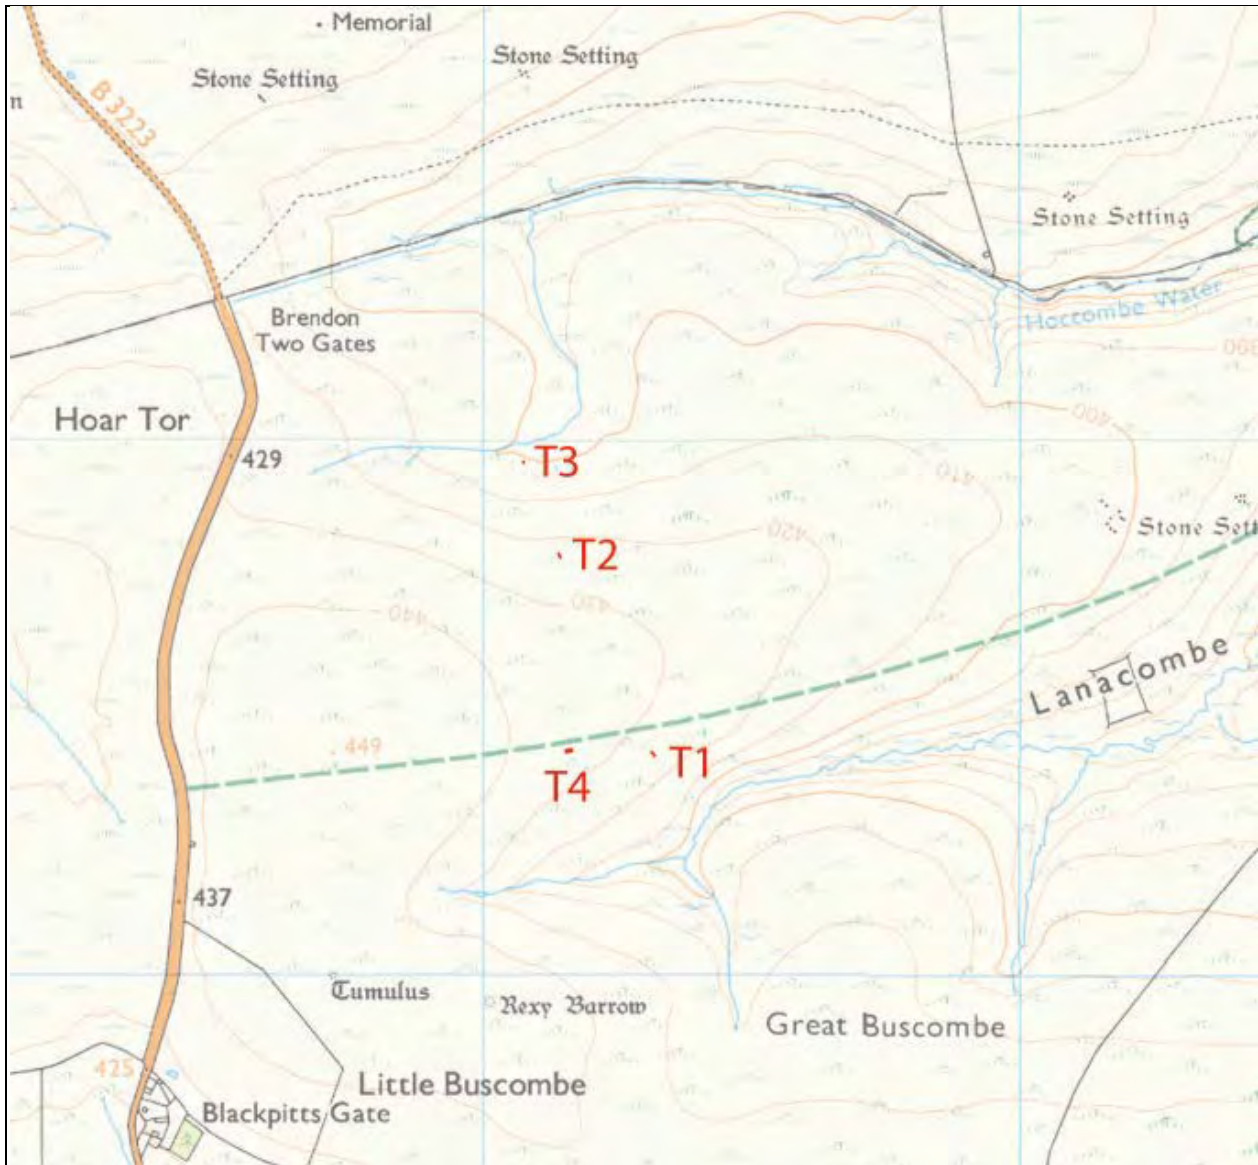 Memorial
Stone Setting
Stone Setting
n
B 3223
Stone Setting
Hoccombe Water
Brendon
Two Gates
390
Hoar Tor
400
429
T3
410
420
Stone Sett
T2
430
440
Lanacombe
449
T1
T4
437
Tumulus
Rexy Barrow
Great Buscombe
425
Little Buscombe
Blackpitts Gate